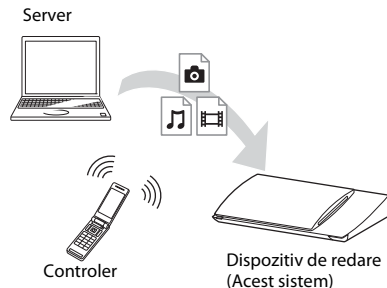 Server
Controler
Dispozitiv de redare
(Acest sistem)